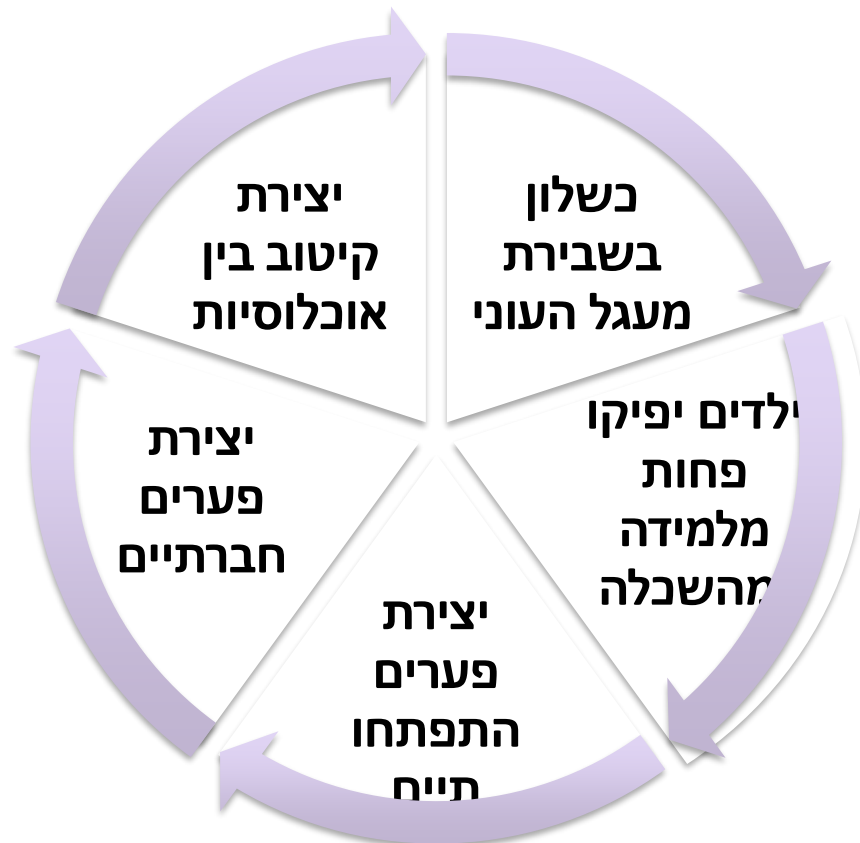 כשלון
בשבירת
מעגל העוני
ילדים יפיקו
פחות
מלמידה
מהשכלה
יצירת
פערים
התפתחו
תיים
יצירת
פערים
חברתיים
יצירת
קיטוב בין
אוכלוסיות